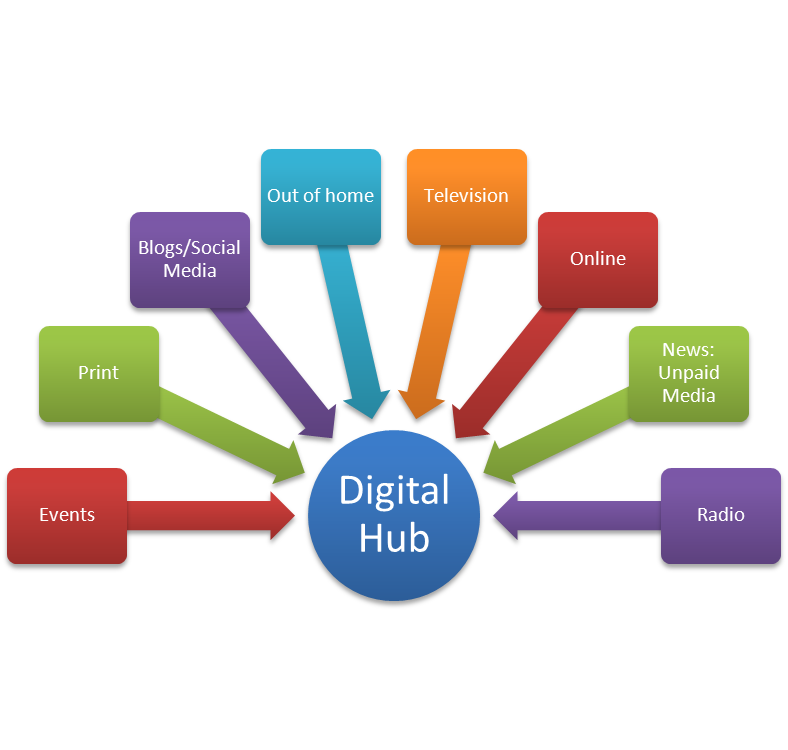 Out of home
Television
Blogs/Social
Media
Online
Print
News:
Unpaid
Media
Events
Digital
Hub
Radio